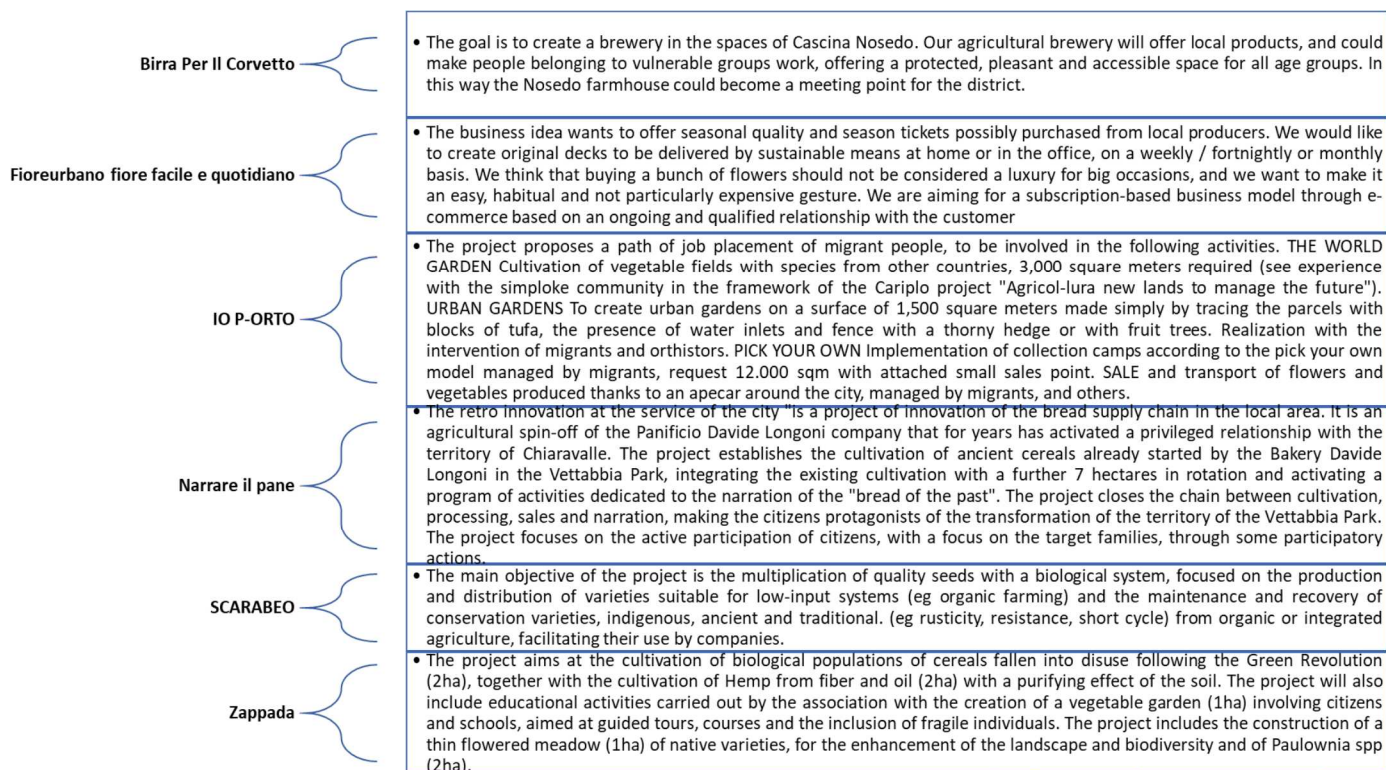 Birra Per Il Corvetto
• The goal is to create a brewery in the spaces of Cascina Nosedo. Our agricultural brewery will offer local products, and could
make people belonging to vulnerable groups work, offering a protected, pleasant and accessible space for all age groups. In
this way the Nosedo farmhouse could become a meeting point for the district.
Fioreurbano fiore facile e quotidiano
• The business idea wants to offer seasonal quality and season tickets possibly purchased from local producers. We would like
to create original decks to be delivered by sustainable means at home or in the office, on a weekly / fortnightly or monthly
basis. We think that buying a bunch of flowers should not be considered a luxury for big occasions, and we want to make it
an easy, habitual and not particularly expensive gesture. We are aiming for a subscription-based business model through e-
commerce based on an ongoing and qualified relationship with the customer
IO P-ORTO
• The project proposes a path of job placement of migrant people, to be involved in the following activities. THE WORLD
GARDEN Cultivation of vegetable fields with species from other countries, 3,000 square meters required (see experience
with the simploke community in the framework of the Cariplo project "Agricol-lura new lands to manage the future").
URBAN GARDENS To create urban gardens on a surface of 1,500 square meters made simply by tracing the parcels with
blocks of tufa, the presence of water inlets and fence with a thorny hedge or with fruit trees. Realization with the
intervention of migrants and orthistors. PICK YOUR OWN Implementation of collection camps according to the pick your own
model managed by migrants, request 12.000 sqm with attached small sales point. SALE and transport of flowers and
vegetables produced thanks to an apecar around the city, managed by migrants, and others.
Narrare il pane
• The retro innovation at the service of the city "is a project of innovation of the bread supply chain in the local area. It is an
agricultural spin-off of the Panificio Davide Longoni company that for years has activated a privileged relationship with the
territory of Chiaravalle. The project establishes the cultivation of ancient cereals already started by the Bakery Davide
Longoni in the Vettabbia Park, integrating the existing cultivation with a further 7 hectares in rotation and activating a
program of activities dedicated to the narration of the "bread of the past". The project closes the chain between cultivation,
processing, sales and narration, making the citizens protagonists of the transformation of the territory of the Vettabbia Park.
The project focuses on the active participation of citizens, with a focus on the target families, through some participatory
actions.
SCARABEO
• The main objective of the project is the multiplication of quality seeds with a biological system, focused on the production
and distribution of varieties suitable for low-input systems (eg organic farming) and the maintenance and recovery of
conservation varieties, indigenous, ancient and traditional. (eg rusticity, resistance, short cycle) from organic or integrated
agriculture, facilitating their use by companies.
Zappada
• The project aims at the cultivation of biological populations of cereals fallen into disuse following the Green Revolution
(2ha), together with the cultivation of Hemp from fiber and oil (2ha) with a purifying effect of the soil. The project will also
include educational activities carried out by the association with the creation of a vegetable garden (1ha) involving citizens
and schools, aimed at guided tours, courses and the inclusion of fragile individuals. The project includes the construction of a
thin flowered meadow (1ha) of native varieties, for the enhancement of the landscape and biodiversity and of Paulownia spp
(2ha).